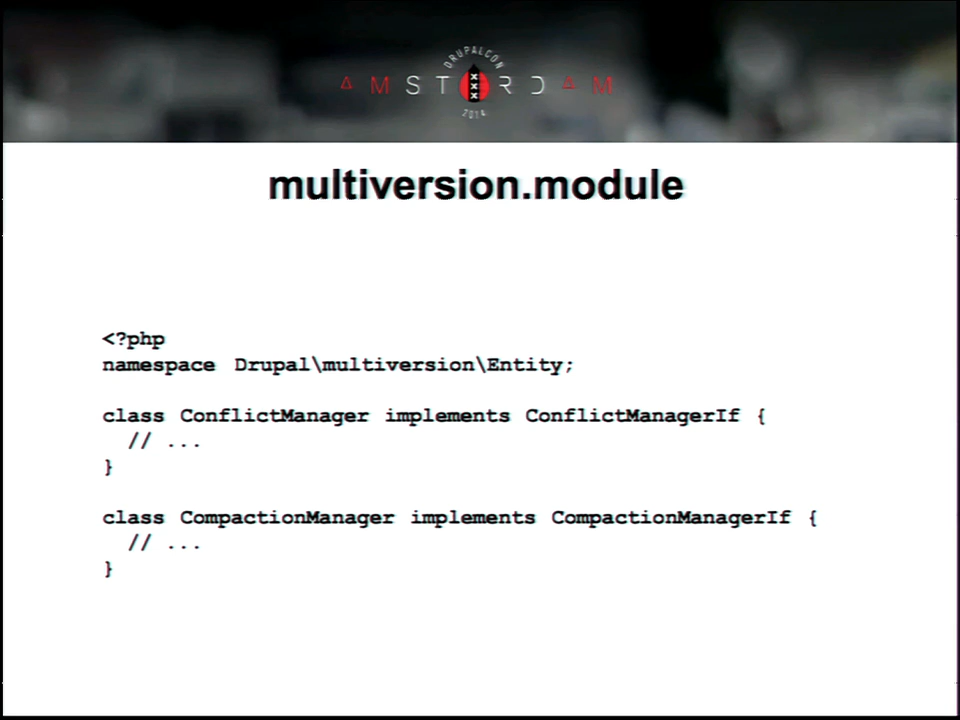 DRUPALCON
AMSTERDAM
2014
multiversion.module
<?php
namespace Drupal\multiversion\Entity;
class ConflictManager implements ConflictManagerIf {
// ...
}
class CompactionManager implements CompactionManagerIf {
// ...
}